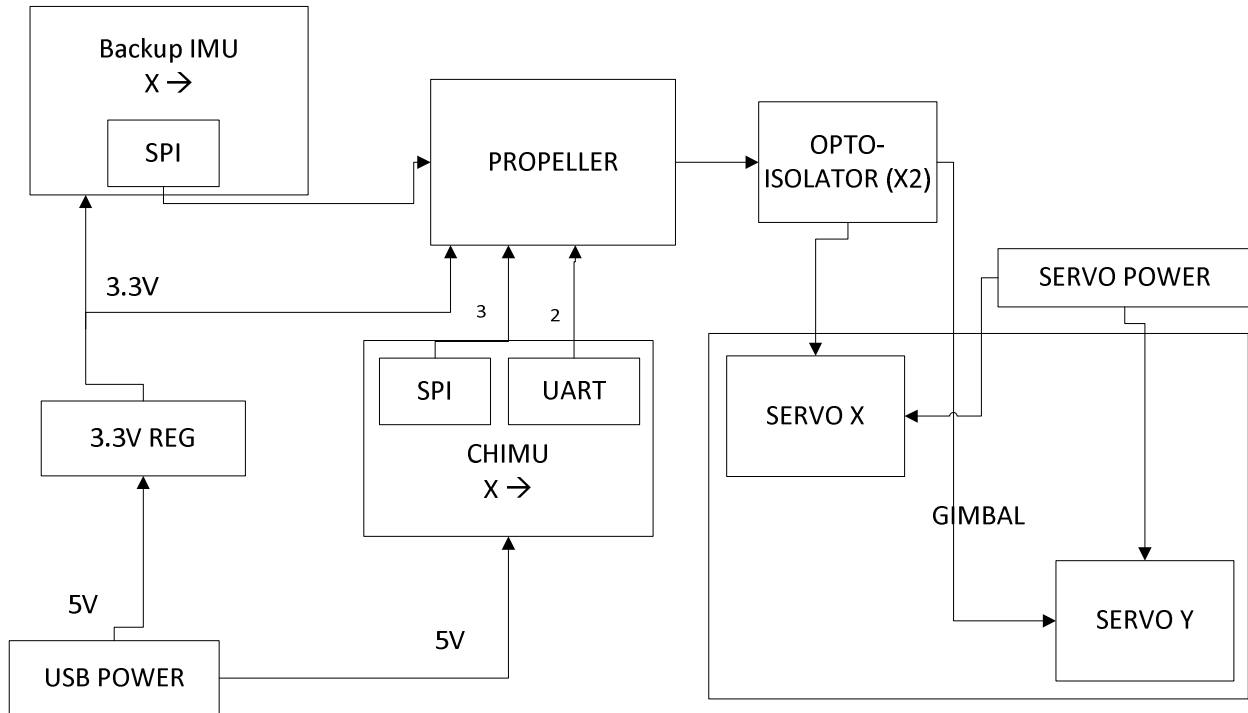 Backup IMU
X →
SPI
PROPELLER
OPTO-
ISOLATOR (X2)
SERVO POWER
3.3V
3
2
SPI
UART
SERVO X
3.3V REG
CHIMU
X →
GIMBAL
5V
5V
SERVO Y
USB POWER